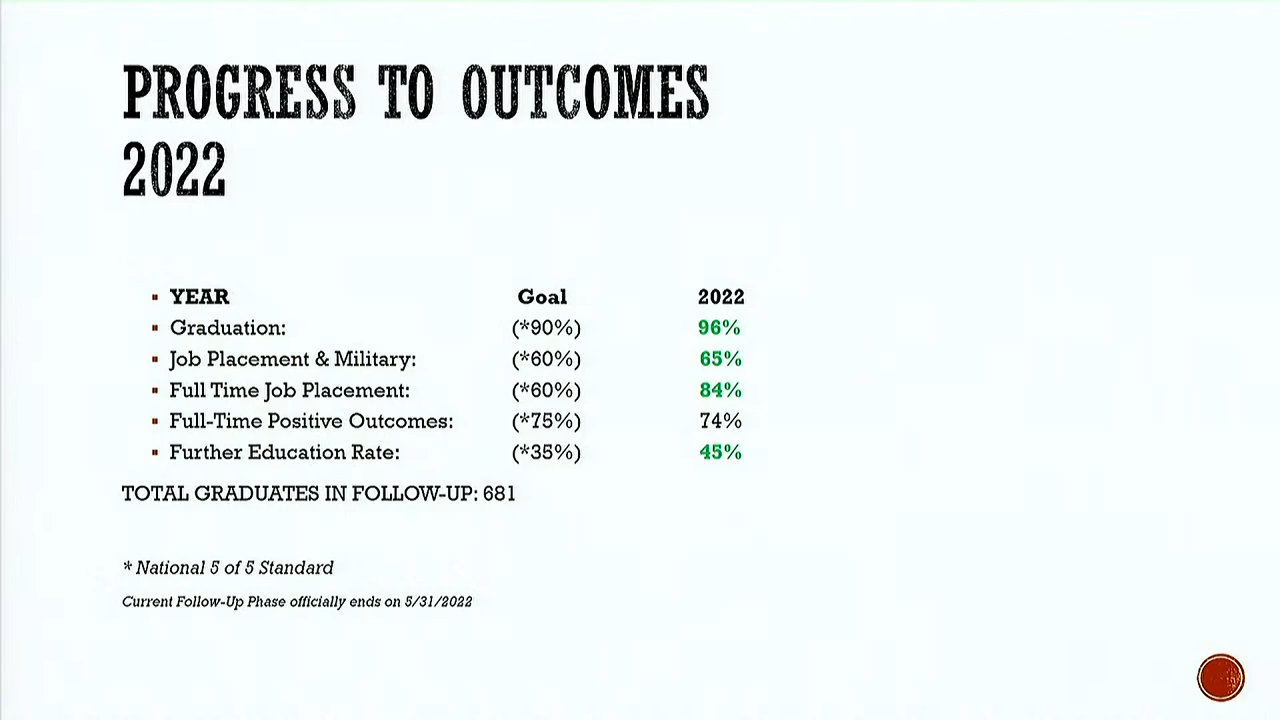 PROGRESS TO OUTCOMES
2022
YEAR Goal 2022
Graduation: (*90%) 96%
Job Placement & Military: (*60%) 65%
Full Time Job Placement: (*60%) 84%
Full-Time Positive Outcomes: (*75%) 74%
Further Education Rate: (*35%) 45%
TOTAL GRADUATES IN FOLLOW-UP: 681
* National 5 of 5 Standard
Current Follow-Up Phase officially ends on 5/31/2022